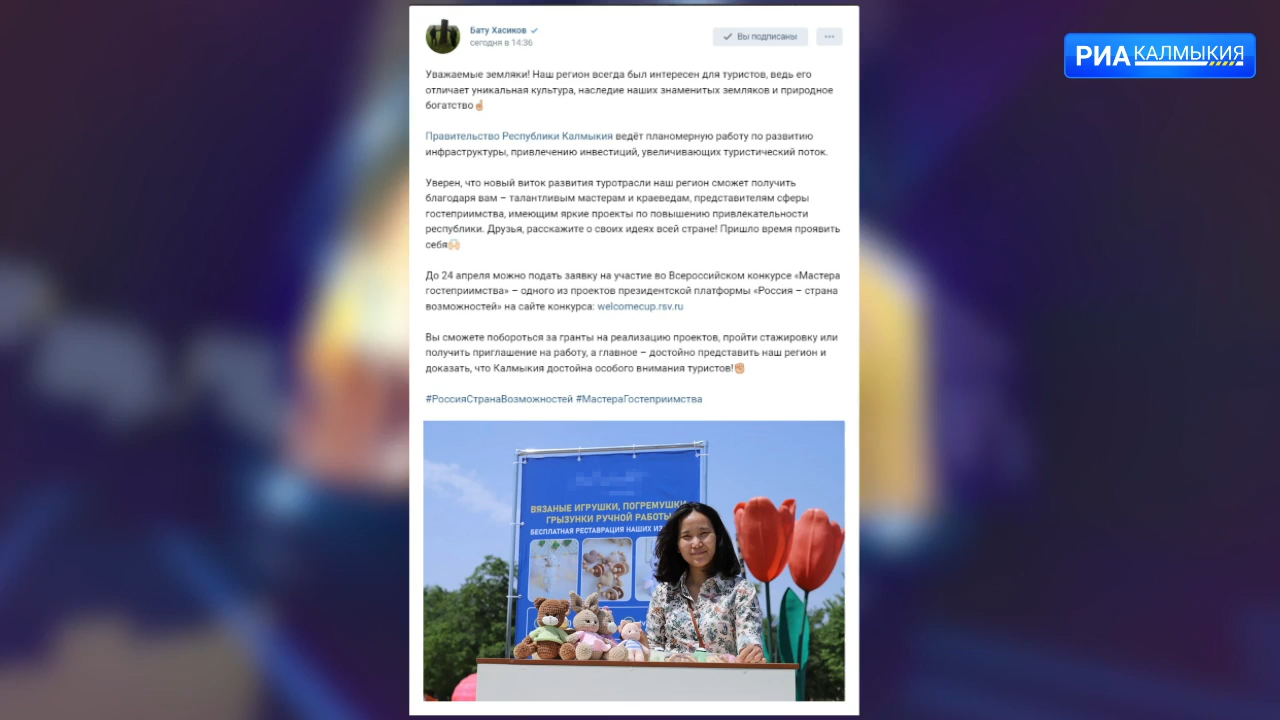 Бату Хасиков
сегодня в 14:36
Вы подписаны
РИА КАЛМЫКИЯ
Уважаемые земляки! Наш регион всегда был интересен для туристов, ведь его
отличает уникальная культура, наследие наших знаменитых земляков и природное
богатство☝
Правительство Республики Калмыкия ведёт планомерную работу по развитию
инфраструктуры, привлечению инвестиций, увеличивающих туристический поток.
Уверен, что новый виток развития туротрасли наш регион сможет получить
благодаря вам – талантливым мастерам и краеведам, представителям сферы
гостеприимства, имеющим яркие проекты по повышению привлекательности
республики. Друзья, расскажите о своих идеях всей стране! Пришло время проявить
себя🙌
До 24 апреля можно подать заявку на участие во Всероссийском конкурсе «Мастера
гостеприимства» – одного из проектов президентской платформы «Россия – страна
возможностей» на сайте конкурса: welcomecup.rsv.ru
Вы сможете побороться за гранты на реализацию проектов, пройти стажировку или
получить приглашение на работу, а главное – достойно представить наш регион и
доказать, что Калмыкия достойна особого внимания туристов!✊
#РоссияСтранаВозможностей #МастераГостеприимства
ВЯЗАНЫЕ ИГРУШКИ, ПОГРЕМУШКИ
ГРЫЗУНКИ РУЧНОЙ РАБОТЫ
БЕСПЛАТНАЯ РЕСТАВРАЦИЯ НАШИХ ИЗ